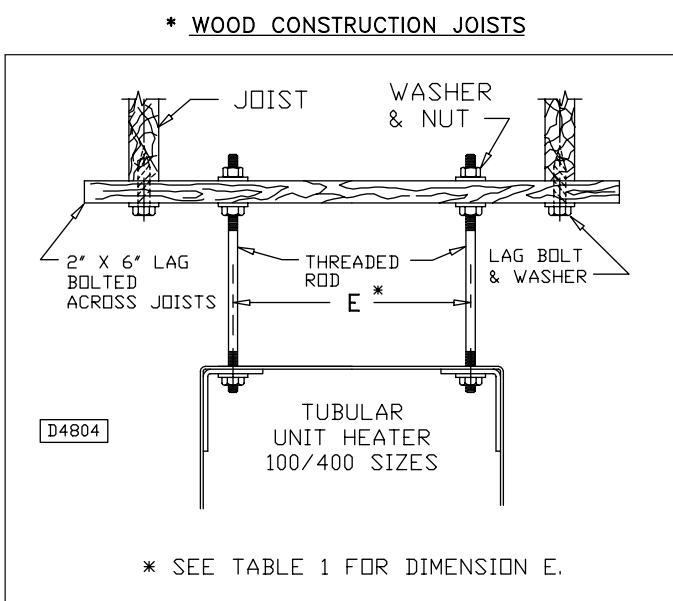 * WOOD CONSTRUCTION JOISTS
JOIST
WASHER
& NUT
2" X 6" LAG
BOLTED
ACROSS JOISTS
THREADED
ROD
LAG BOLT
& WASHER
E *
D4804
TUBULAR
UNIT HEATER
100/400 SIZES
* SEE TABLE 1 FOR DIMENSION E.